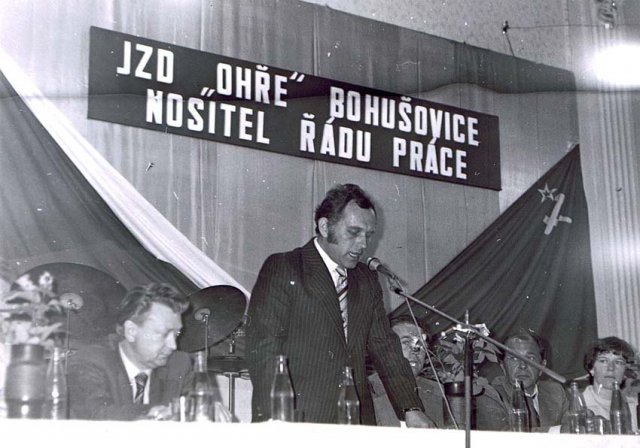 JZD „OHŘE“ BOHUŠOVICE
NOSITEL ŘÁDU PRÁCE